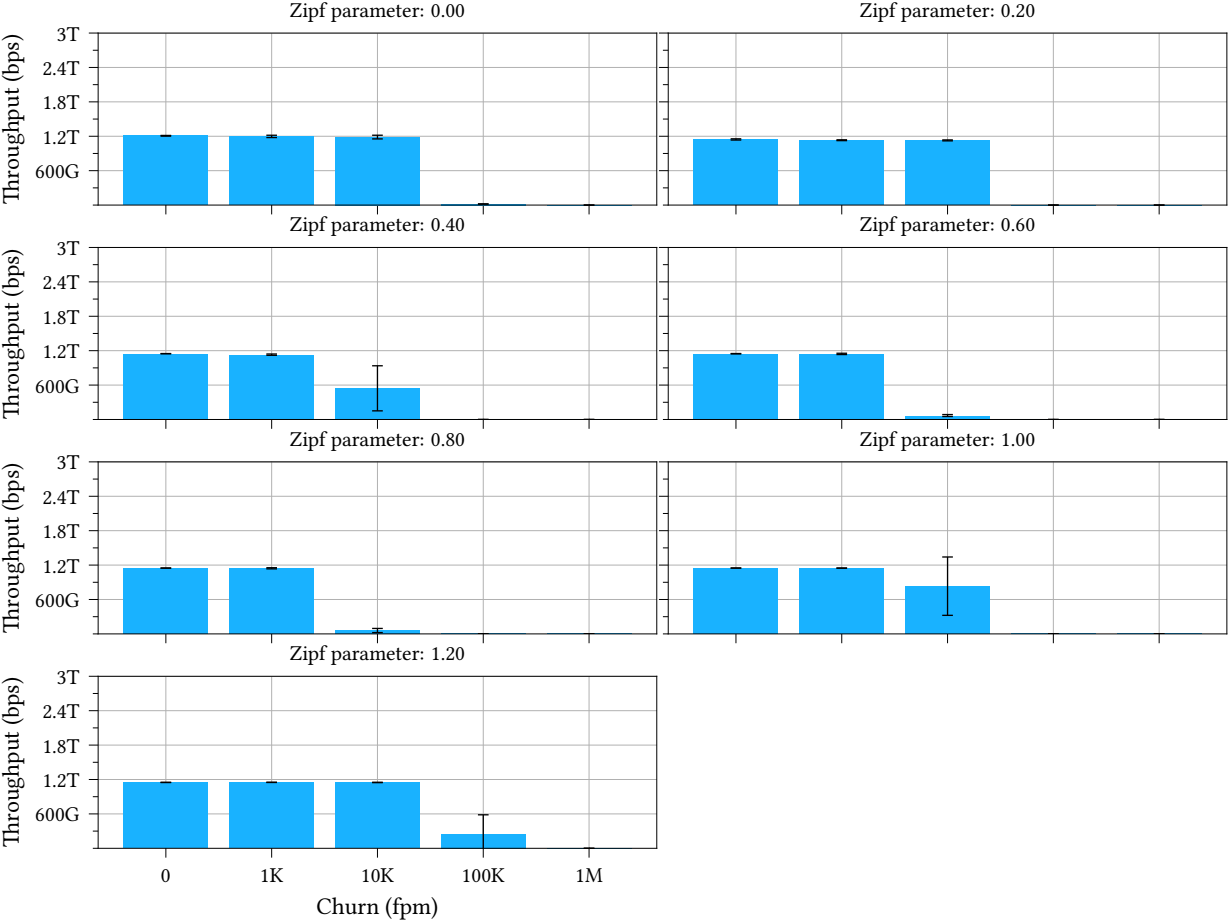 Zipf parameter: 0.00
Zipf parameter: 0.20
Throughput (bps)
3T
2.4T
1.8T
1.2T
600G
Zipf parameter: 0.40
Zipf parameter: 0.60
Throughput (bps)
3T
2.4T
1.8T
1.2T
600G
Zipf parameter: 0.80
Zipf parameter: 1.00
Throughput (bps)
3T
2.4T
1.8T
1.2T
600G
Zipf parameter: 1.20
Throughput (bps)
3T
2.4T
1.8T
1.2T
600G
0 1K 10K 100K 1M
Churn (fpm)